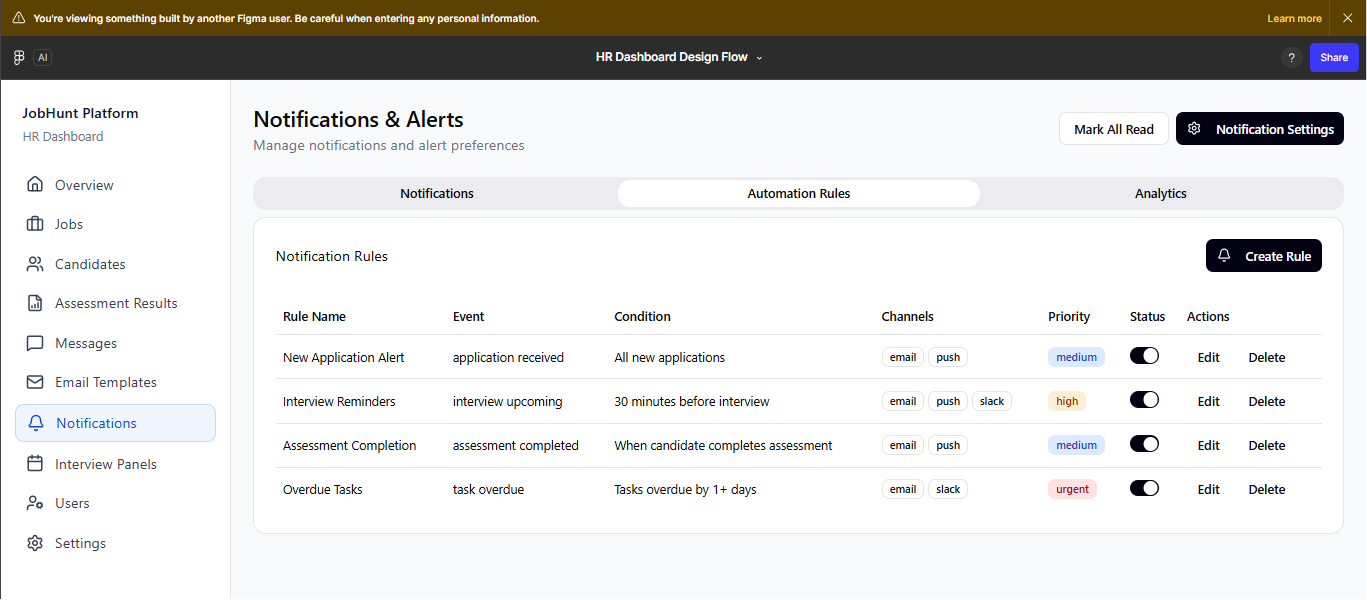 You're viewing something built by another Figma user. Be careful when entering any personal information.
Learn more
AI
HR Dashboard Design Flow
?
Share
JobHunt Platform
HR Dashboard
Overview
Jobs
Candidates
Assessment Results
Messages
Email Templates
Notifications
Interview Panels
Users
Settings
Notifications & Alerts
Manage notifications and alert preferences
Mark All Read
Notification Settings
Notifications Automation Rules Analytics
Notification Rules
Create Rule
Rule Name Event Condition Channels Priority Status Actions
New Application Alert application received All new applications email push medium Edit Delete
Interview Reminders interview upcoming 30 minutes before interview email push slack high Edit Delete
Assessment Completion assessment completed When candidate completes assessment email push medium Edit Delete
Overdue Tasks task overdue Tasks overdue by 1+ days email slack urgent Edit Delete